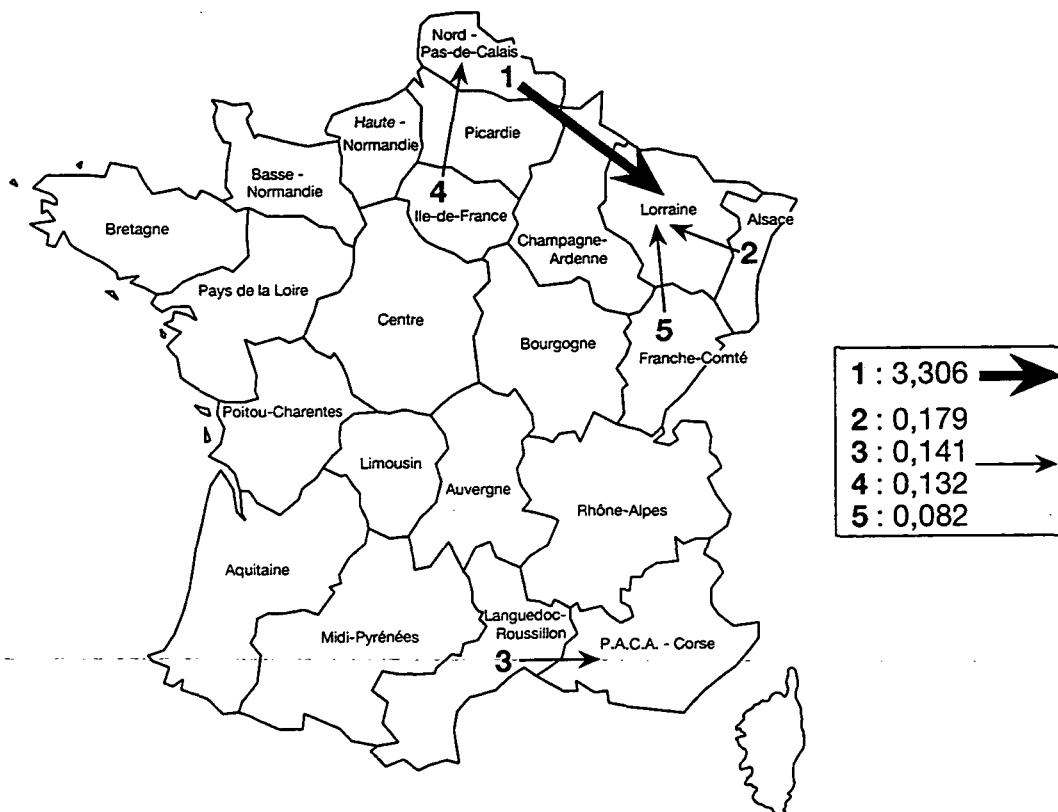 Nord -
Pas-de-Calais
1
Haute -
Normandie
Picardie
Basse -
Normandie
4
Ile-de-France
Lorraine
Alsace
Bretagne
Champagne-
Ardenne
2
Pays de la Loire
Centre
5
Bourgogne
Franche-Comté
Poitou-Charentes
Limousin
Auvergne
Rhône-Alpes
Aquitaine
Languedoc-
Roussillon
Midi-Pyrénées
P.A.C.A. - Corse
3
1 : 3,306
2 : 0,179
3 : 0,141
4 : 0,132
5 : 0,082